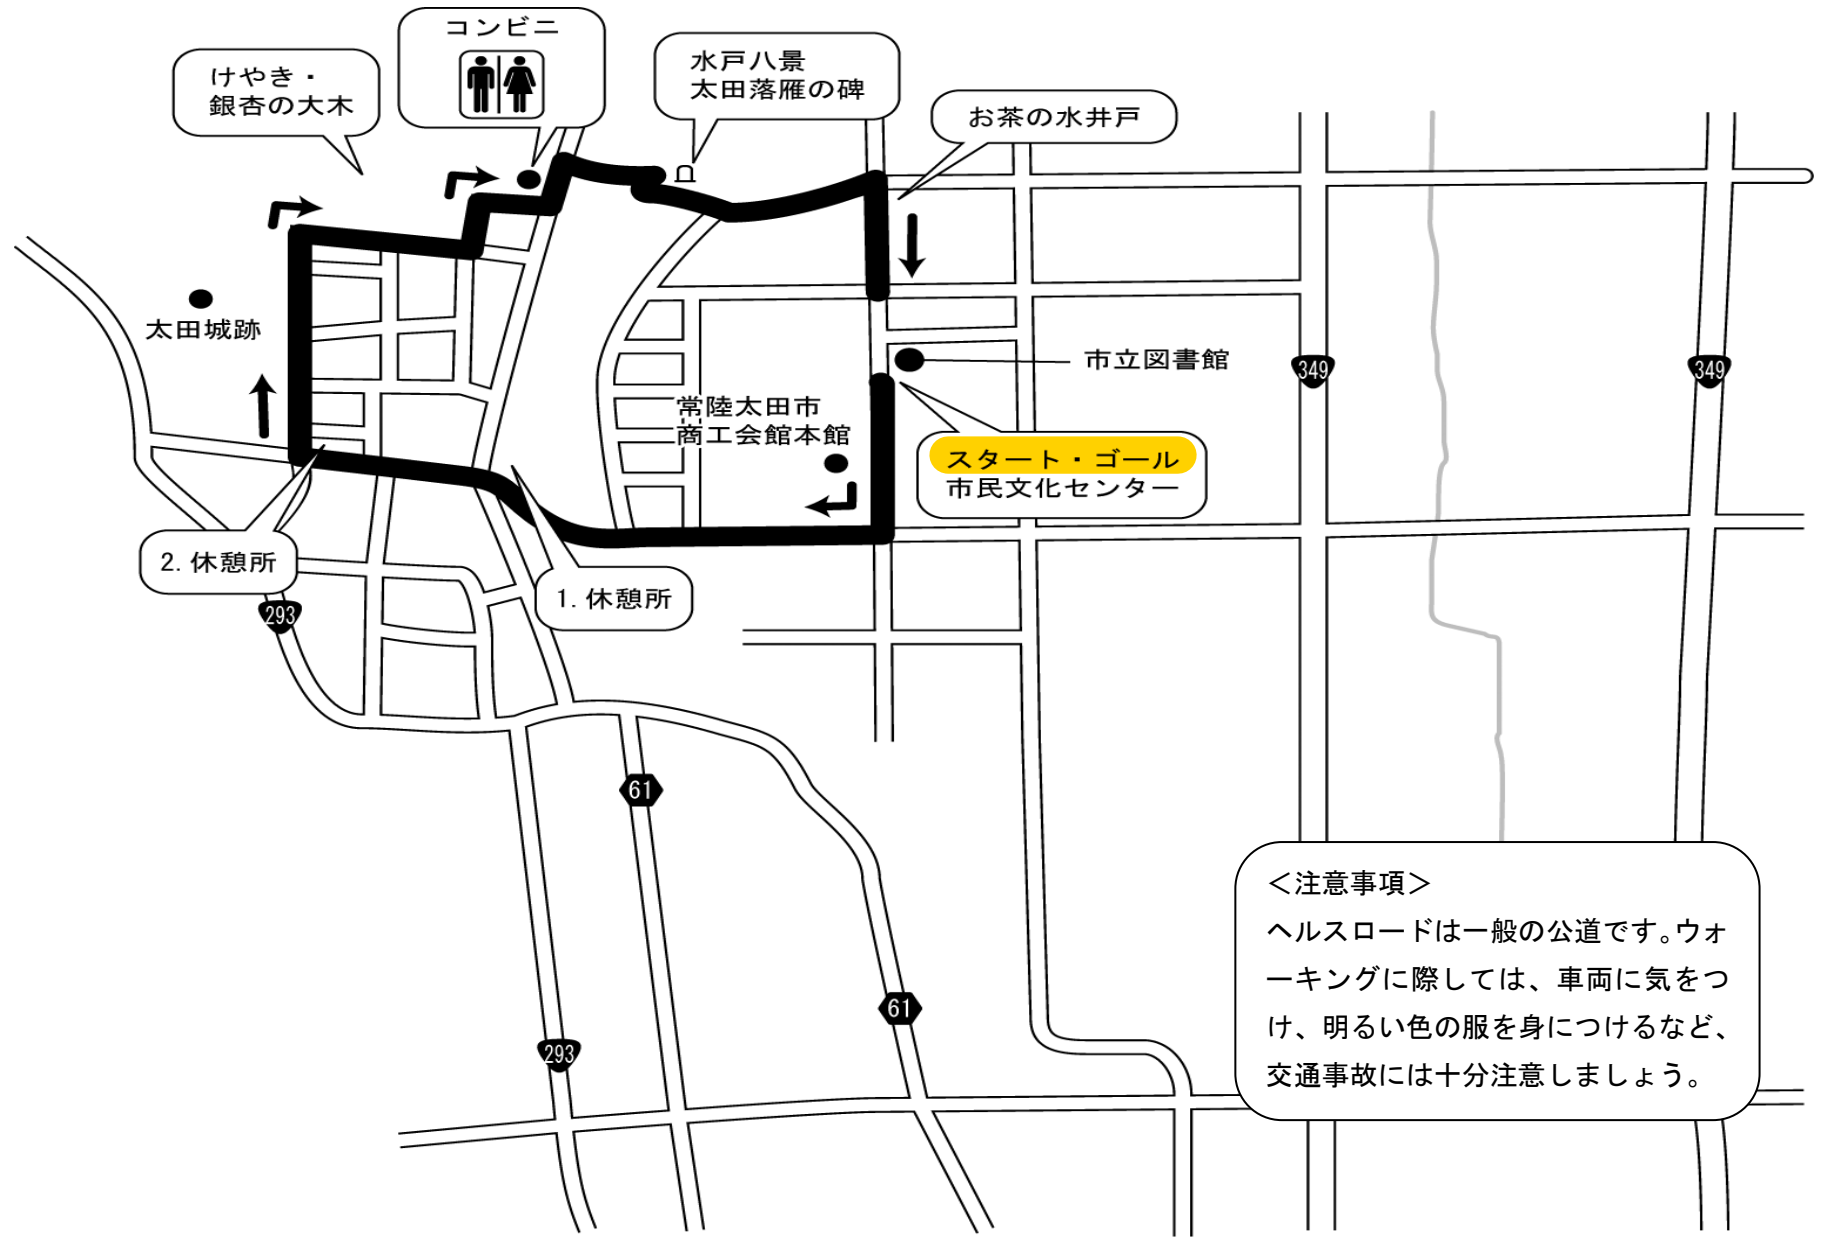 コンビニ
けやき・
銀杏の大木
水戸八景
太田落雁の碑
お茶の水井戸
太田城跡
市立図書館
349
349
常陸太田市
商工会館本館
スタート・ゴール
市民文化センター
2.休憩所
1.休憩所
293
61
61
293
＜注意事項＞
ヘルスロードは一般の公道です。ウォ
ーキングに際しては、車両に気をつ
け、明るい色の服を身につけるなど、
交通事故には十分注意しましょう。